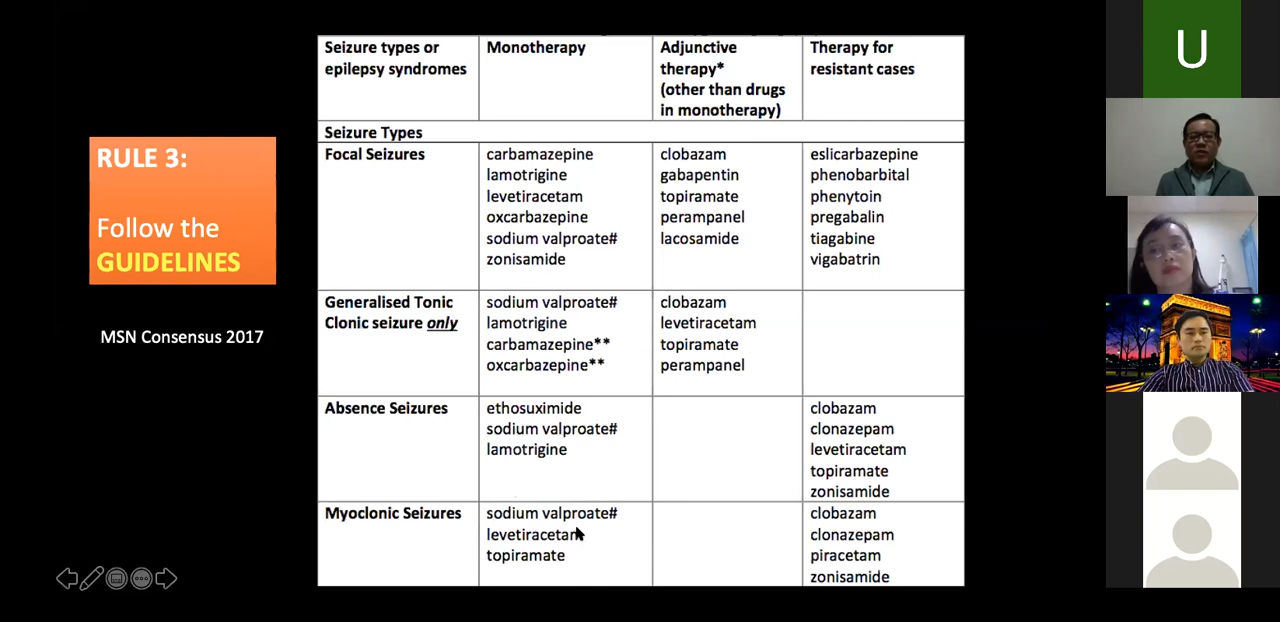 RULE 3:
Follow the
GUIDELINES
MSN Consensus 2017
Seizure types or
epilepsy syndromes
Monotherapy
Adjunctive
therapy*
(other than drugs
in monotherapy)
Therapy for
resistant cases
Seizure Types
Focal Seizures
carbamazepine
lamotrigine
levetiracetam
oxcarbazepine
sodium valproate#
zonisamide
clobazam
gabapentin
topiramate
perampanel
lacosamide
eslicarbazepine
phenobarbital
phenytoin
pregabalin
tiagabine
vigabatrin
Generalised Tonic
Clonic seizure only
sodium valproate#
lamotrigine
carbamazepine**
oxcarbazepine**
clobazam
levetiracetam
topiramate
perampanel
Absence Seizures
ethosuximide
sodium valproate#
lamotrigine
clobazam
clonazepam
levetiracetam
topiramate
zonisamide
Myoclonic Seizures
sodium valproate#
levetiracetam
topiramate
clobazam
clonazepam
piracetam
zonisamide
U